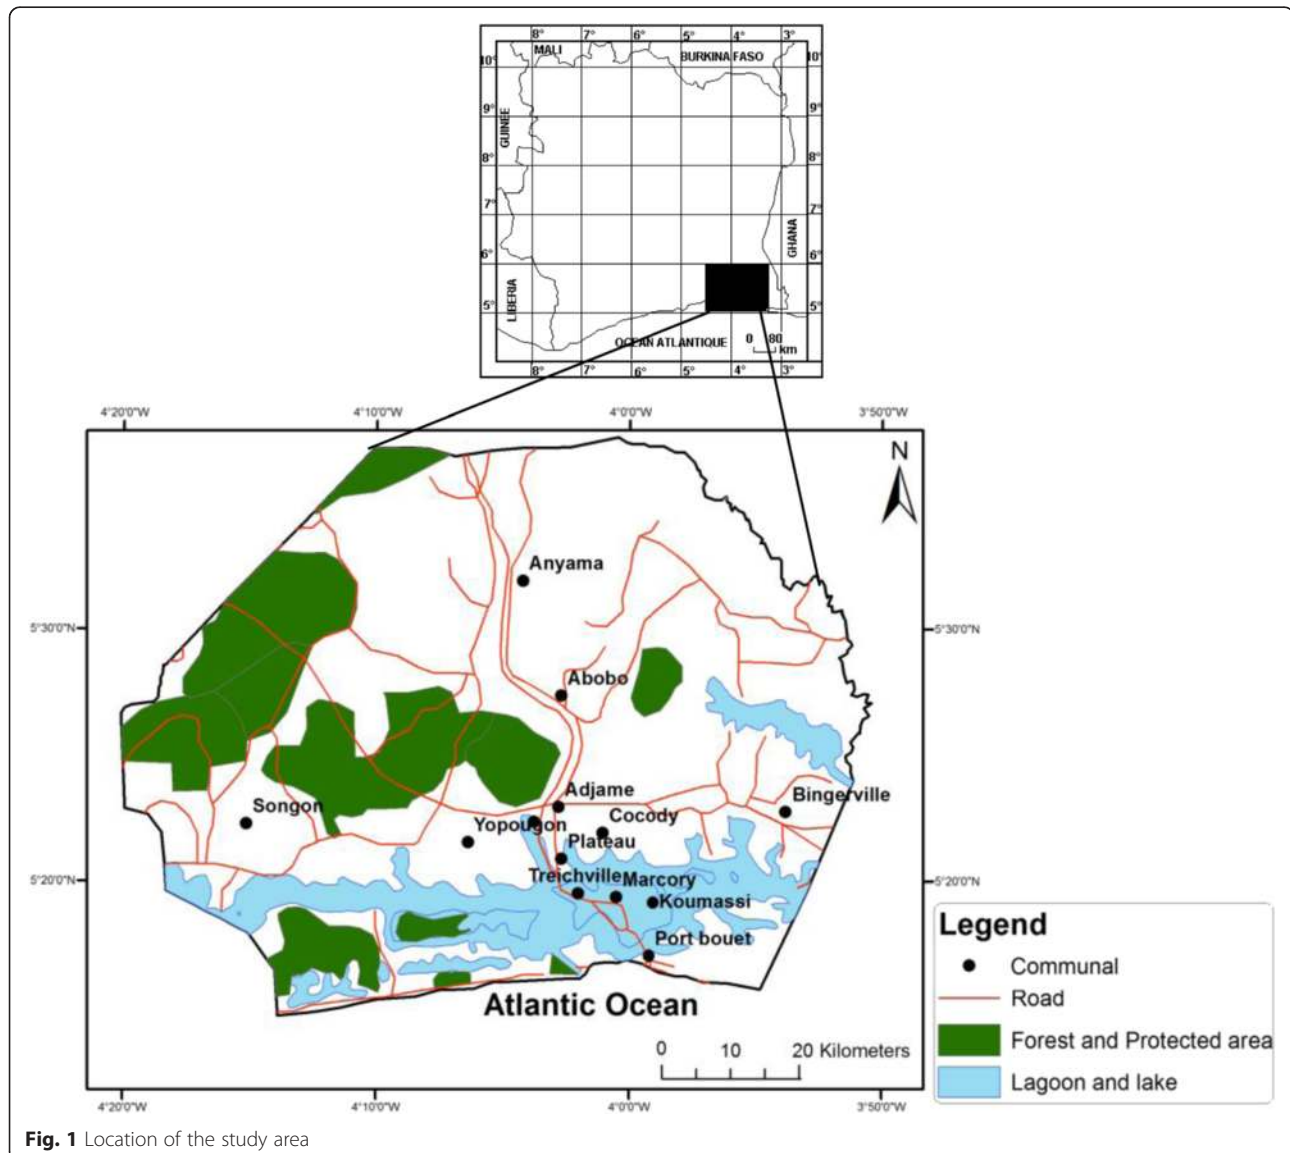 8° 7° 6° 5° 4° 3°
MALI
BURKINA FASO
10° 10°
9° 9°
GUINEE
8° 8°
7° 7°
GHANA
6° 6°
LIBERIA
5° 5°
OCEAN ATLANTIQUE
0 80
km
8° 7° 6° 5° 4° 3°
4°20'0"W 4°10'0"W 4°0'0"W 3°50'0"W
N
Anyama
5°30'0"N 5°30'0"N
Abobo
Adjame
Bingerville
Songon
Cocody
Yopougon
Plateau
Treichville
Marcory
5°20'0"N 5°20'0"N
Koumassi
Port bouet
Atlantic Ocean
0 10 20 Kilometers
4°20'0"W 4°10'0"W 4°0'0"W 3°50'0"W
Legend
Communal
Road
Forest and Protected area
Lagoon and lake
Fig. 1 Location of the study area